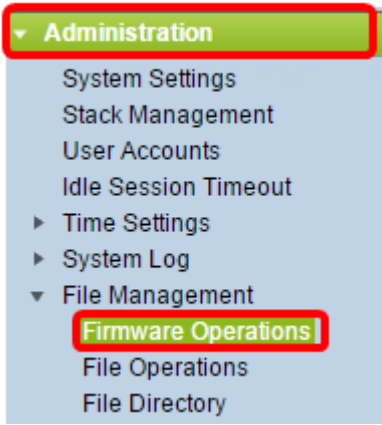 Administration
System Settings
Stack Management
User Accounts
Idle Session Timeout
Time Settings
System Log
File Management
Firmware Operations
File Operations
File Directory